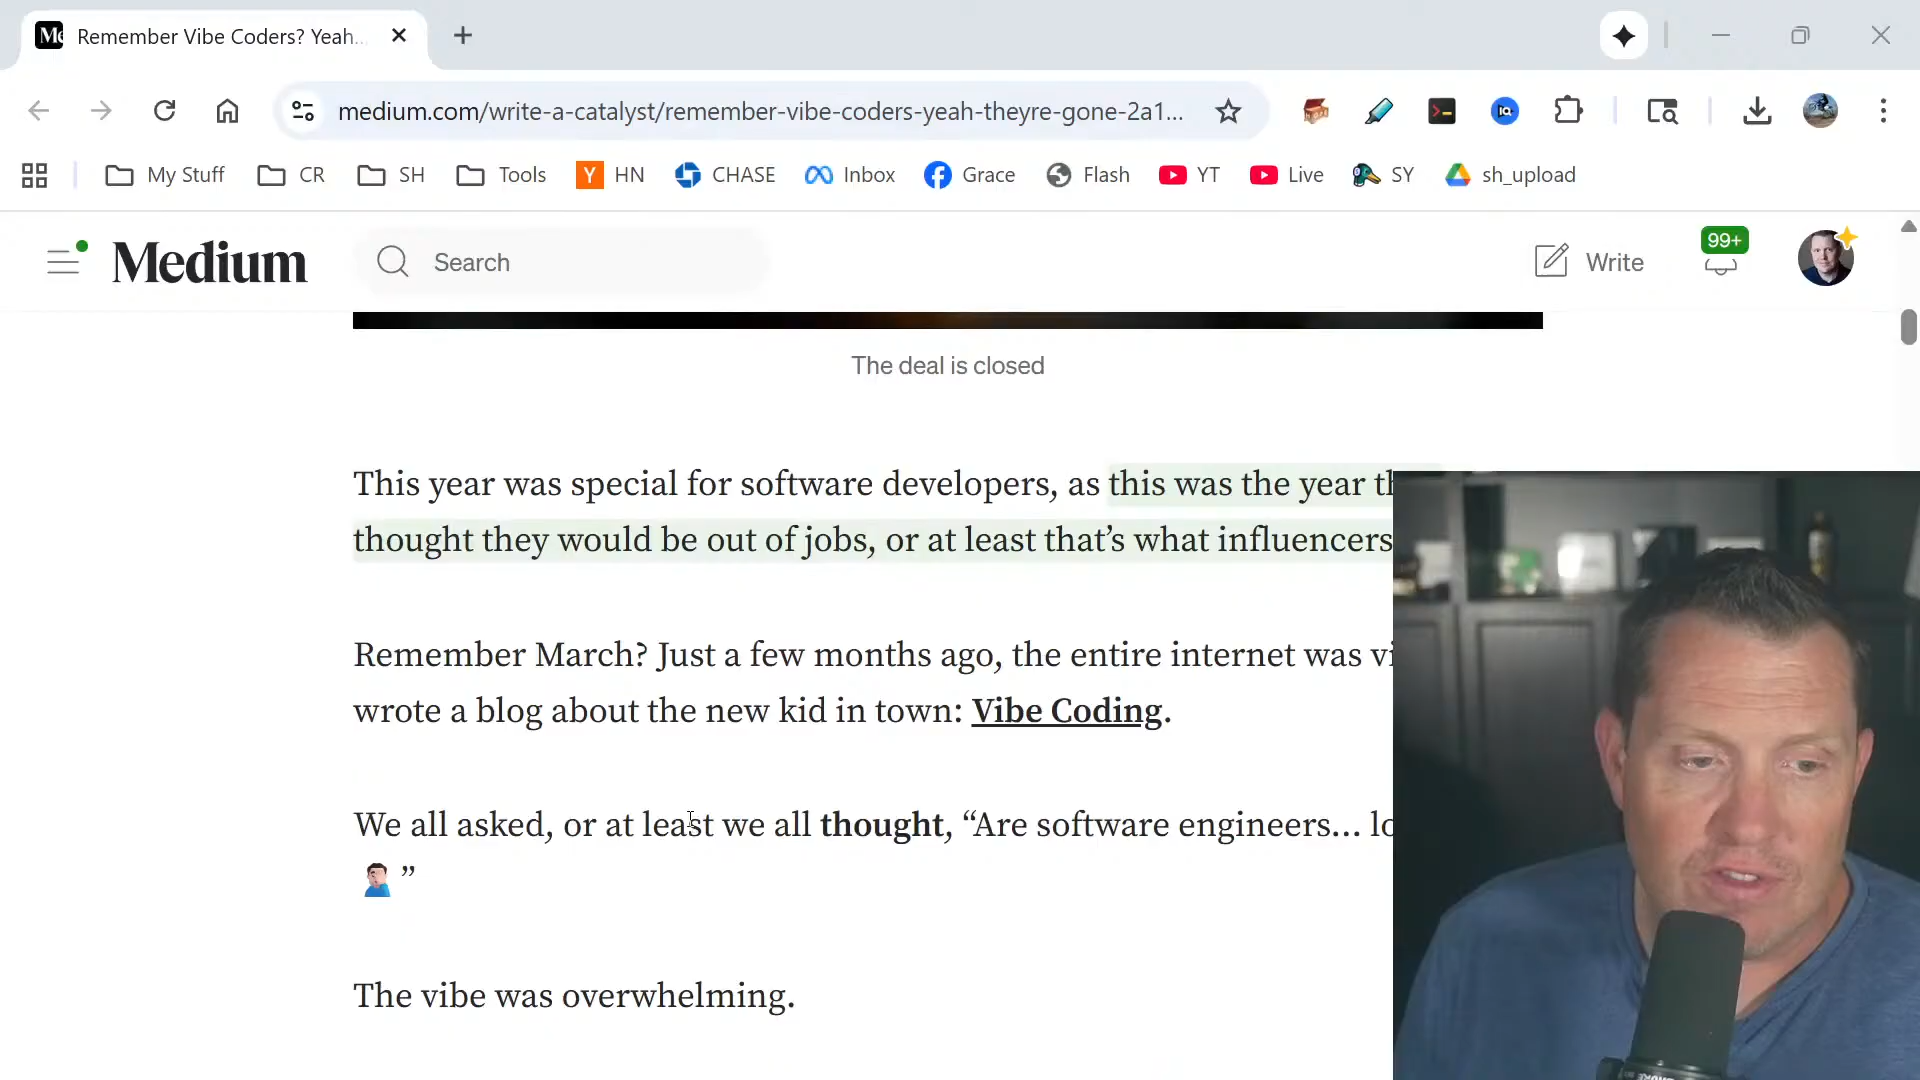 Remember Vibe Coders? Yeah...
medium.com/write-a-catalyst/remember-vibe-coders-yeah-theyre-gone-2a1...
My Stuff CR SH Tools HN CHASE Inbox Grace Flash YT Live SY sh_upload
Medium Search Write 99+
The deal is closed
This year was special for software developers, as this was the year
thought they would be out of jobs, or at least that’s what influencers
Remember March? Just a few months ago, the entire internet was
wrote a blog about the new kid in town: Vibe Coding.
We all asked, or at least we all thought, “Are software engineers…
”
The vibe was overwhelming.